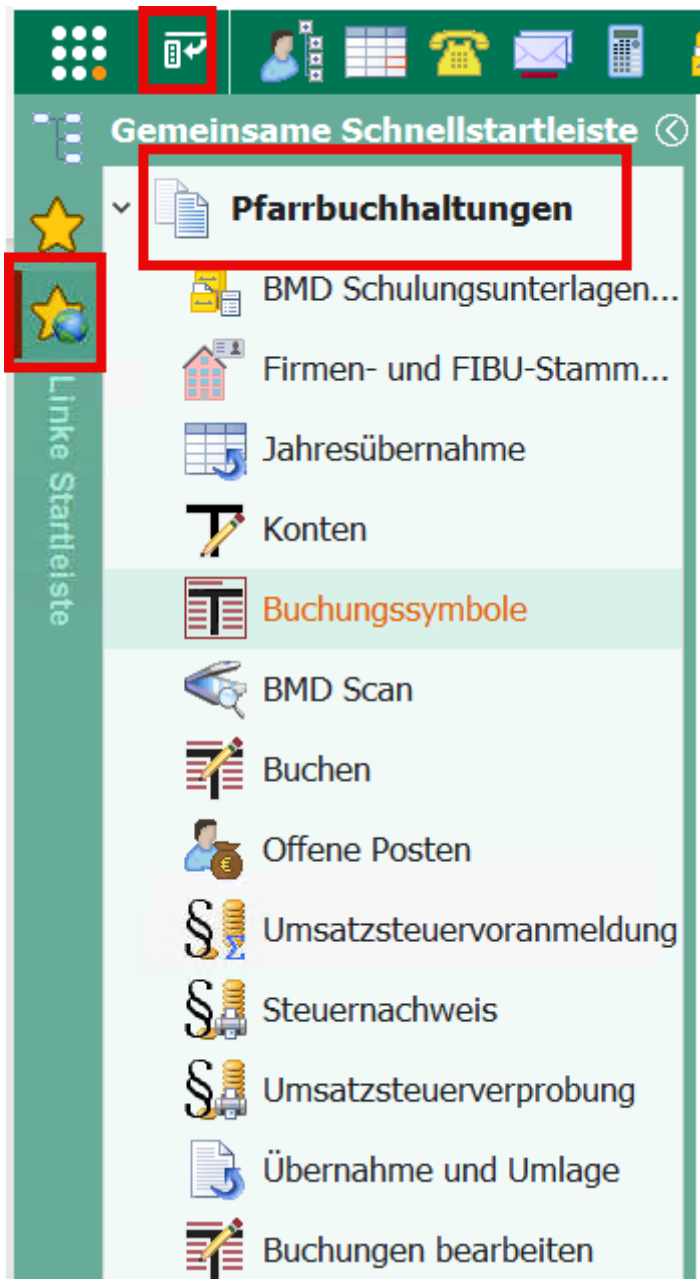 Gemeinsame Schnellstartleiste
Pfarrbuchhaltungen
BMD Schulungsunterlagen...
Firmen- und FIBU-Stamm...
Jahresübernahme
Konten
Buchungssymbole
BMD Scan
Buchen
Offene Posten
Umsatzsteuervoranmeldung
Steuernachweis
Umsatzsteuerverprobung
Übernahme und Umlage
Buchungen bearbeiten
Linke Startleiste